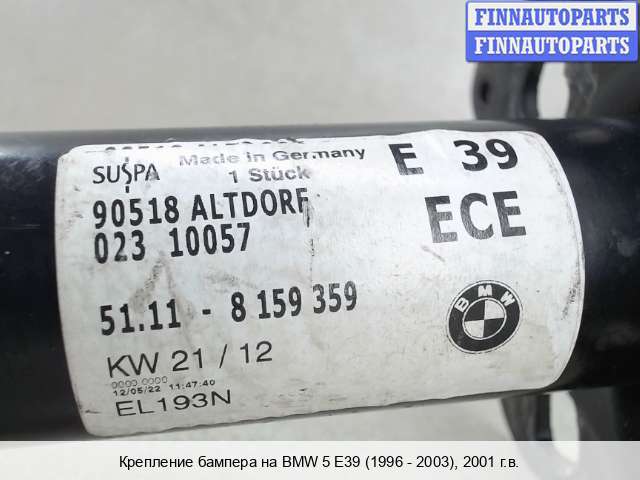 FINNAUTOPARTS
FINNAUTOPARTS
SUSPA Made in Germany E 39
1 Stück
90518 ALTDORF ECE
023 10057
51.11 - 8 159 359
BMW
KW 21 / 12
0000 0000
12/05/22 11:47:40
EL193N
Крепление бампера на BMW 5 E39 (1996 - 2003), 2001 г.в.